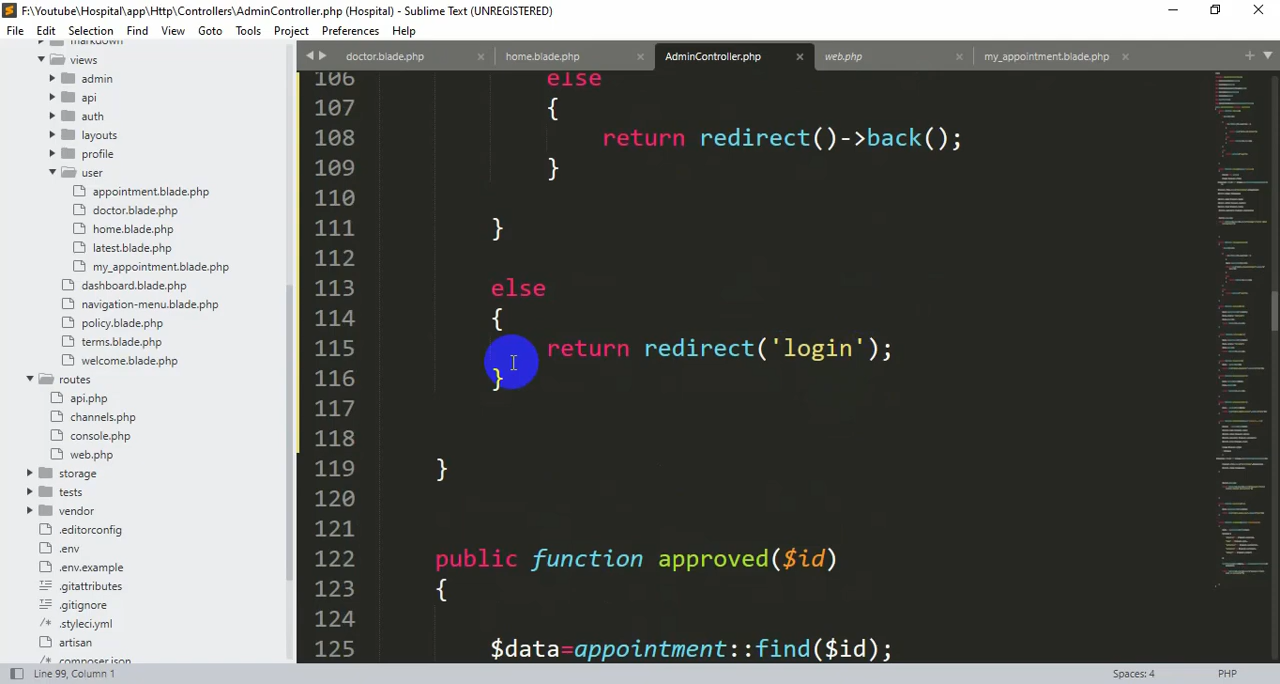 F:\Youtube\Hospital\app\Http\Controllers\AdminController.php (Hospital) - Sublime Text (UNREGISTERED)
File Edit Selection Find View Goto Tools Project Preferences Help
doctor.blade.php home.blade.php AdminController.php web.php my_appointment.blade.php
markdown
views
admin
api
auth
layouts
profile
user
appointment.blade.php
doctor.blade.php
home.blade.php
latest.blade.php
my_appointment.blade.php
dashboard.blade.php
navigation-menu.blade.php
policy.blade.php
terms.blade.php
welcome.blade.php
routes
api.php
channels.php
console.php
web.php
storage
tests
vendor
.editorconfig
.env
.env.example
.gitattributes
.gitignore
.styleci.yml
artisan
composer.json
106 else
107 {
108 return redirect()->back();
109 }
110
111 }
112
113 else
114 {
115 return redirect('login');
116 }
117
118
119 }
120
121
122 public function approved($id)
123 {
124
125 $data=appointment::find($id);
Line 99, Column 1 Spaces: 4 PHP